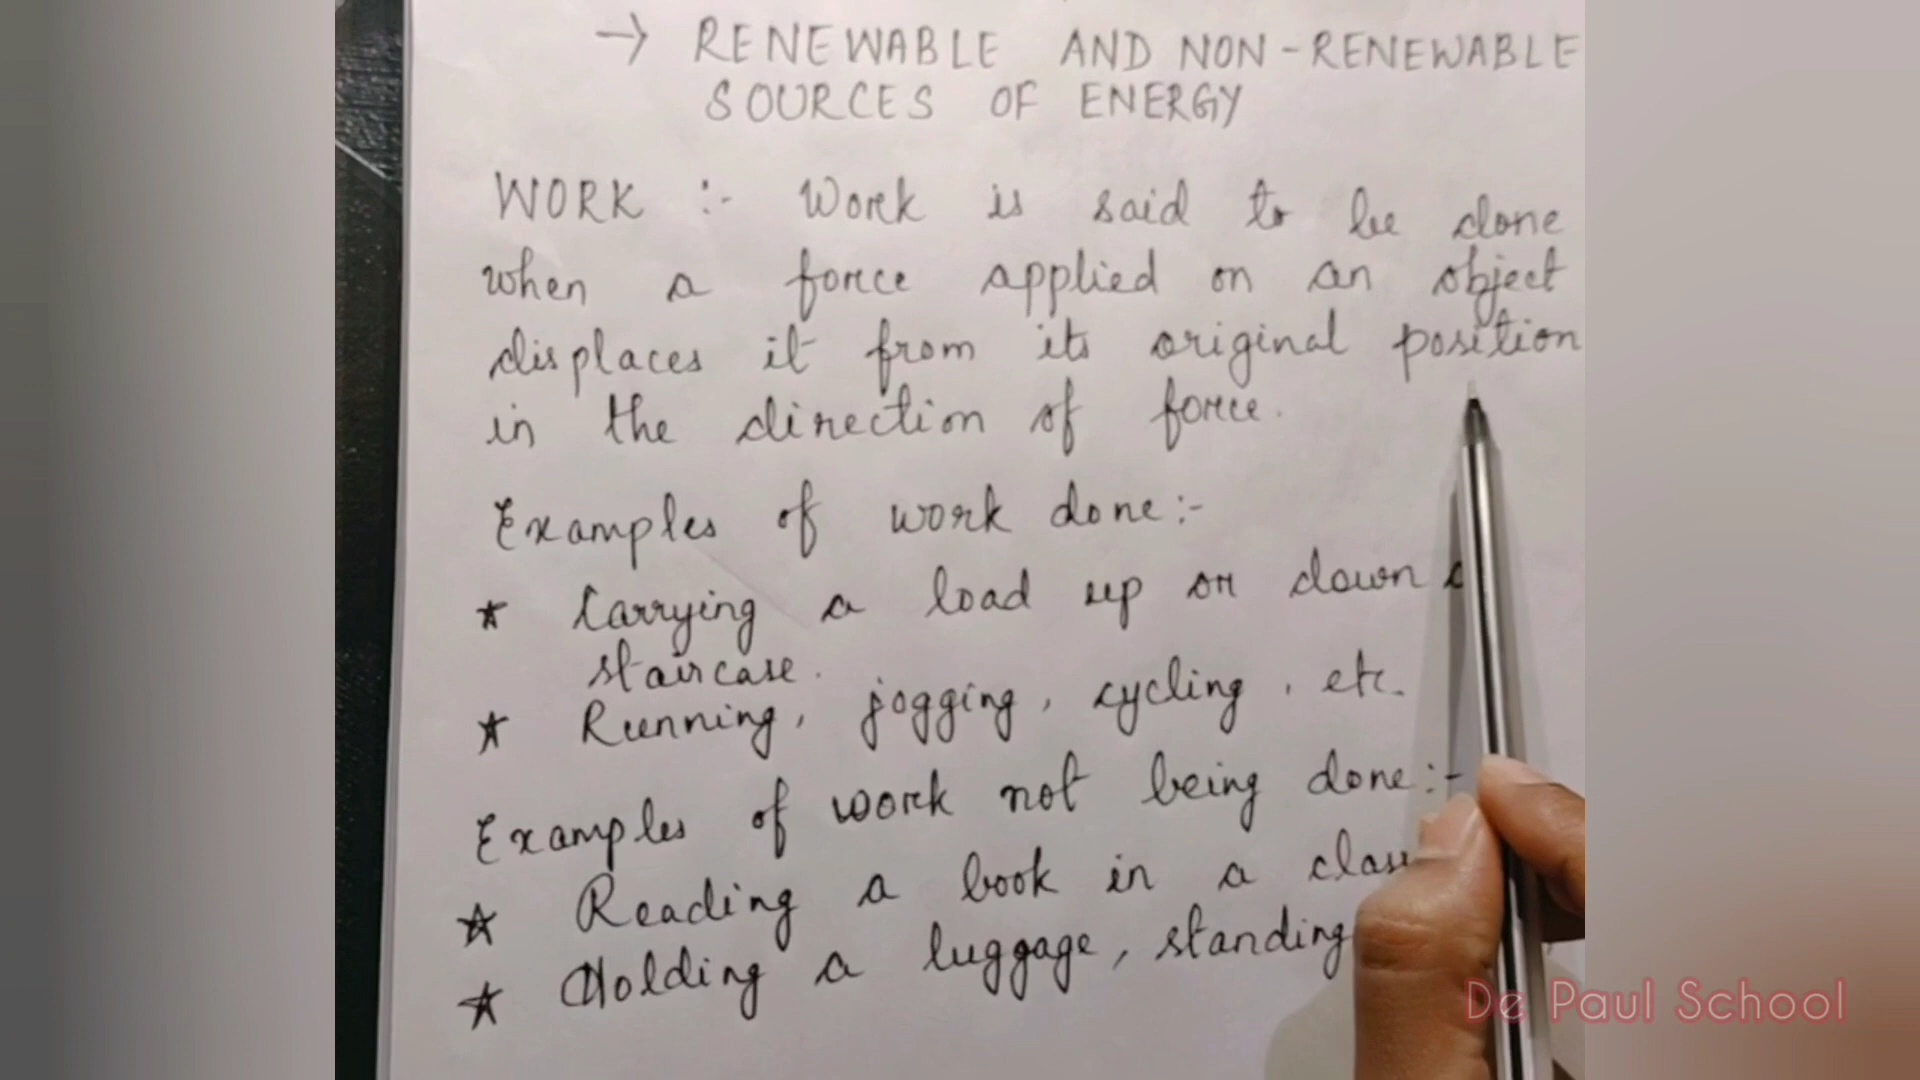 → RENEWABLE AND NON-RENEWABLE
SOURCES OF ENERGY
WORK :- Work is said to be done
when a force applied on an object
displaces it from its original position
in the direction of force.
Examples of work done:-
★ Carrying a load up or down
staircase.
★ Running, jogging, cycling, etc.
Examples of work not being done:-
★ Reading a book in a
★ Holding a luggage, standing
De Paul School